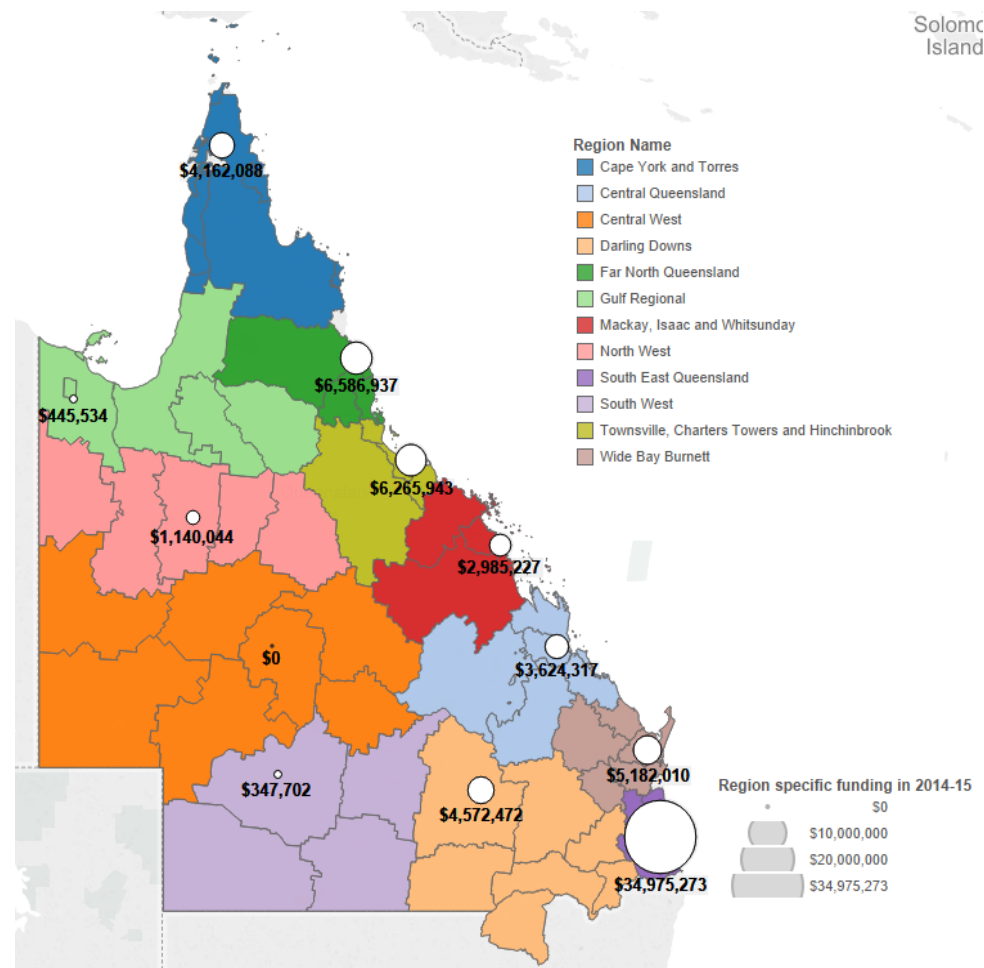 Solomo
Island
Region Name
Cape York and Torres
Central Queensland
Central West
Darling Downs
Far North Queensland
Gulf Regional
Mackay, Isaac and Whitsunday
North West
South East Queensland
South West
Townsville, Charters Towers and Hinchinbrook
Wide Bay Burnett
$4,162,088
$6,586,937
$445,534
$6,265,943
$1,140,044
$2,985,227
$0
$3,624,317
$5,182,010
$347,702
$4,572,472
$34,975,273
Region specific funding in 2014-15
$0
$10,000,000
$20,000,000
$34,975,273